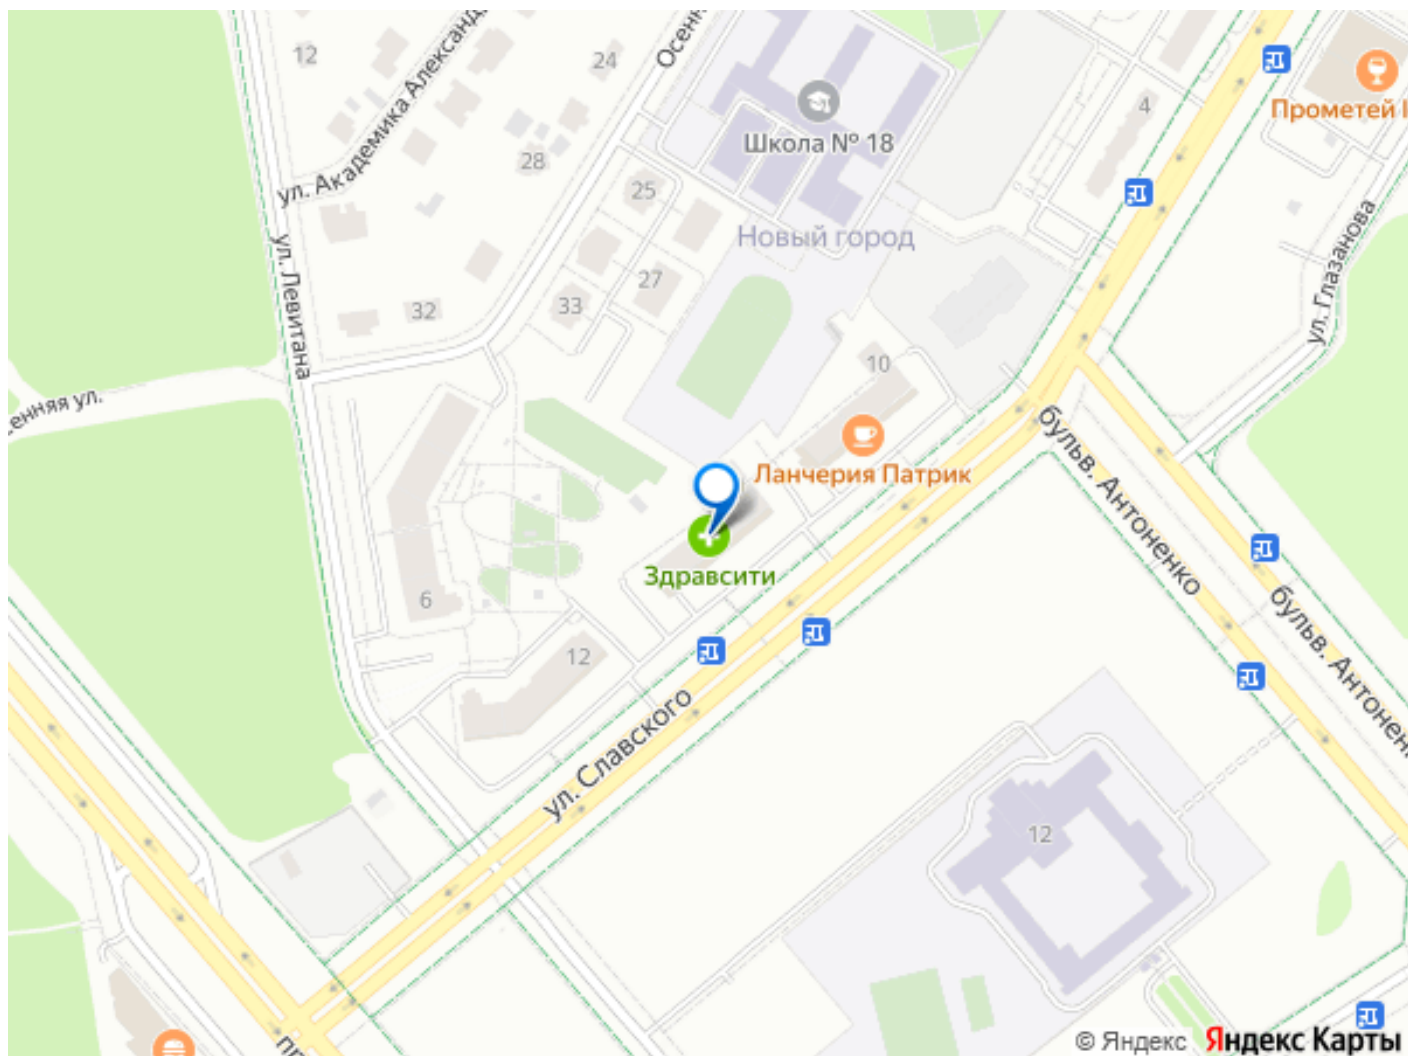 12
ул. Академика Александ
24
Осенн
Школа № 18
4
Прометей
28
25
Новый город
ул. Глазанова
ул. Левитана
27
33
32
10
енняя ул.
Ланчерия Патрик
бульв. Антоненко
Здравсити
6
12
бульв. Антонен
ул. Славского
12
пр
© Яндекс Яндекс Карты